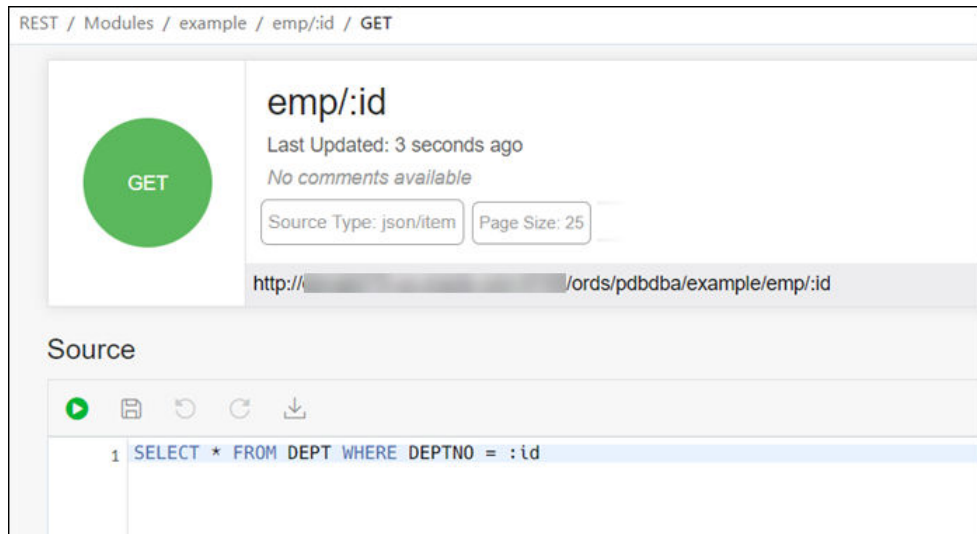 REST / Modules / example / emp/:id / GET
emp/:id
Last Updated: 3 seconds ago
GET
No comments available
Source Type: json/item Page Size: 25
http:// /ords/pdbdba/example/emp/:id
Source
1 SELECT * FROM DEPT WHERE DEPTNO = :id